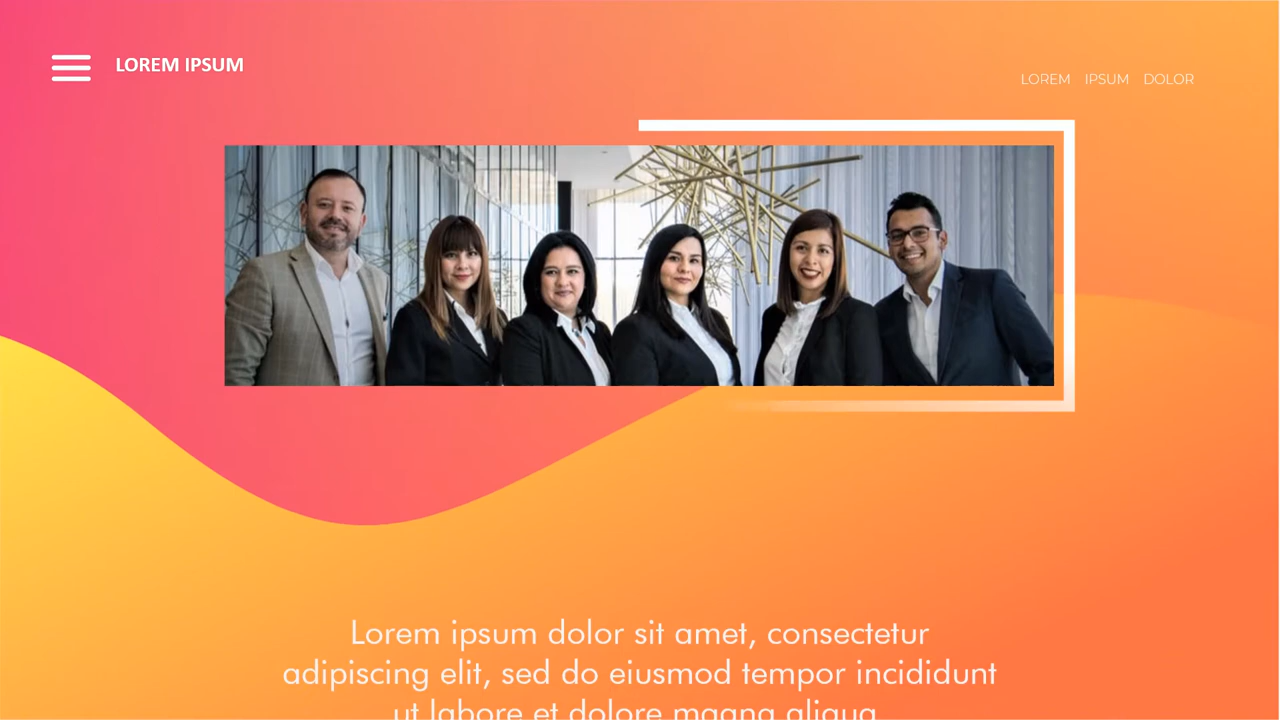 LOREM IPSUM
LOREM IPSUM DOLOR
Lorem ipsum dolor sit amet, consectetur
adipiscing elit, sed do eiusmod tempor incididunt
ut labore et dolore magna aliqua